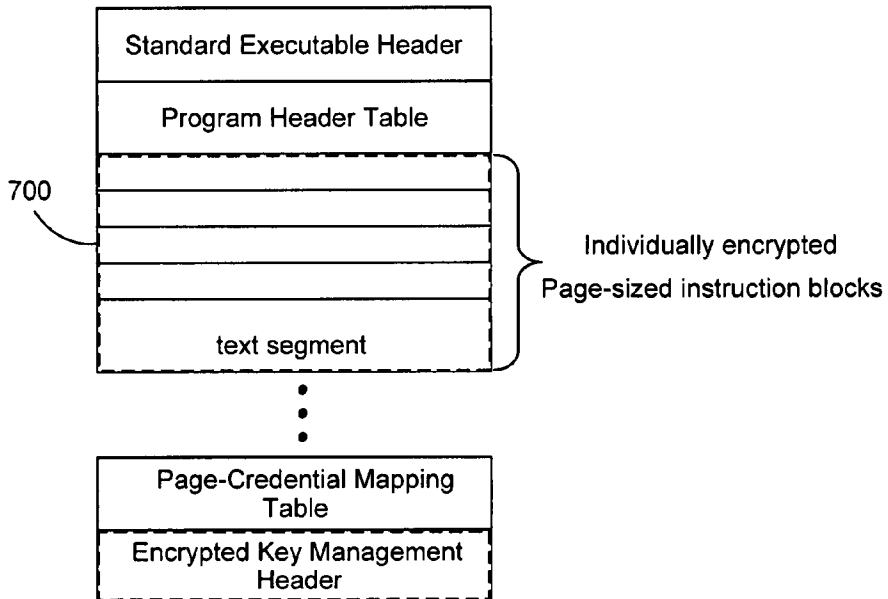 Standard Executable Header
Program Header Table
700
Individually encrypted
Page-sized instruction blocks
text segment
Page-Credential Mapping
Table
Encrypted Key Management
Header